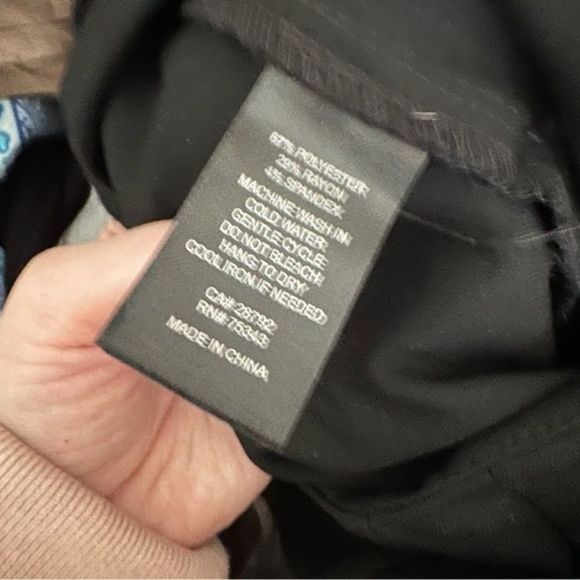 67% POLYESTER;
29% RAYON;
4% SPANDEX;
MACHINE WASH IN
COLD WATER;
GENTLE CYCLE;
DO NOT BLEACH;
HANG TO DRY
COOL IRON IF NEEDED
CA# 28792
RN# 75343
MADE IN CHINA